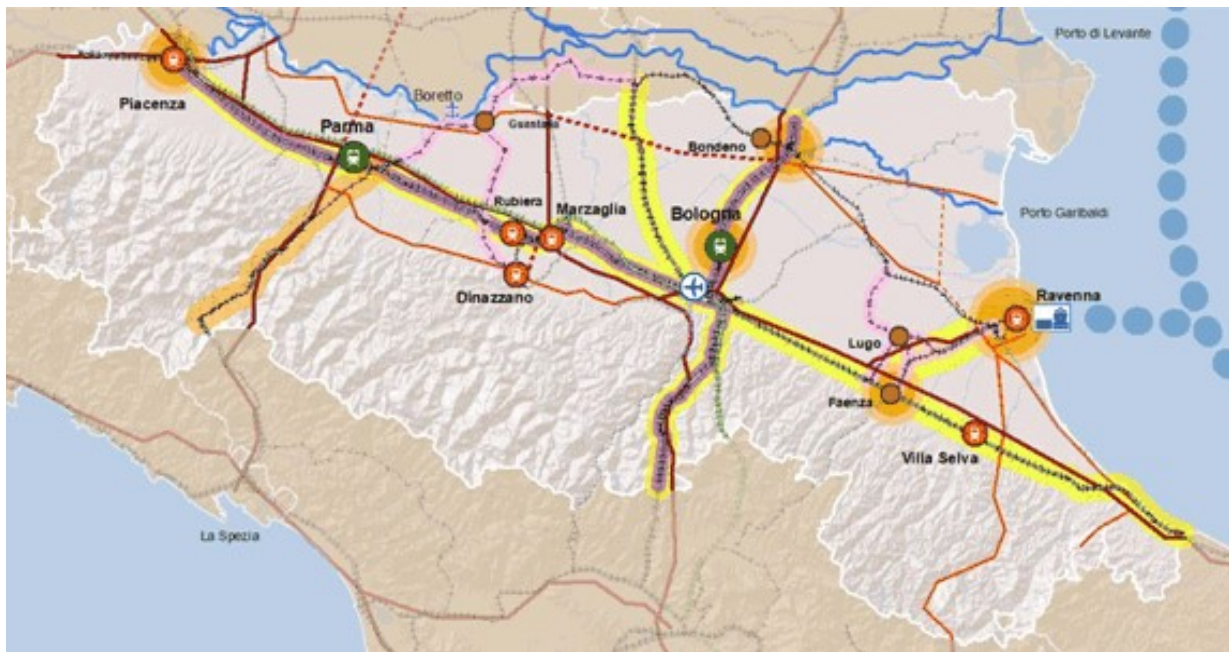 Porto di Levante
Piacenza
Boretto
Guastalla
Parma
Bondeno
Rubiera
Marzaglia
Bologna
Porto Garibaldi
Dinazzano
Ravenna
Lugo
Faenza
Villa Selva
La Spezia